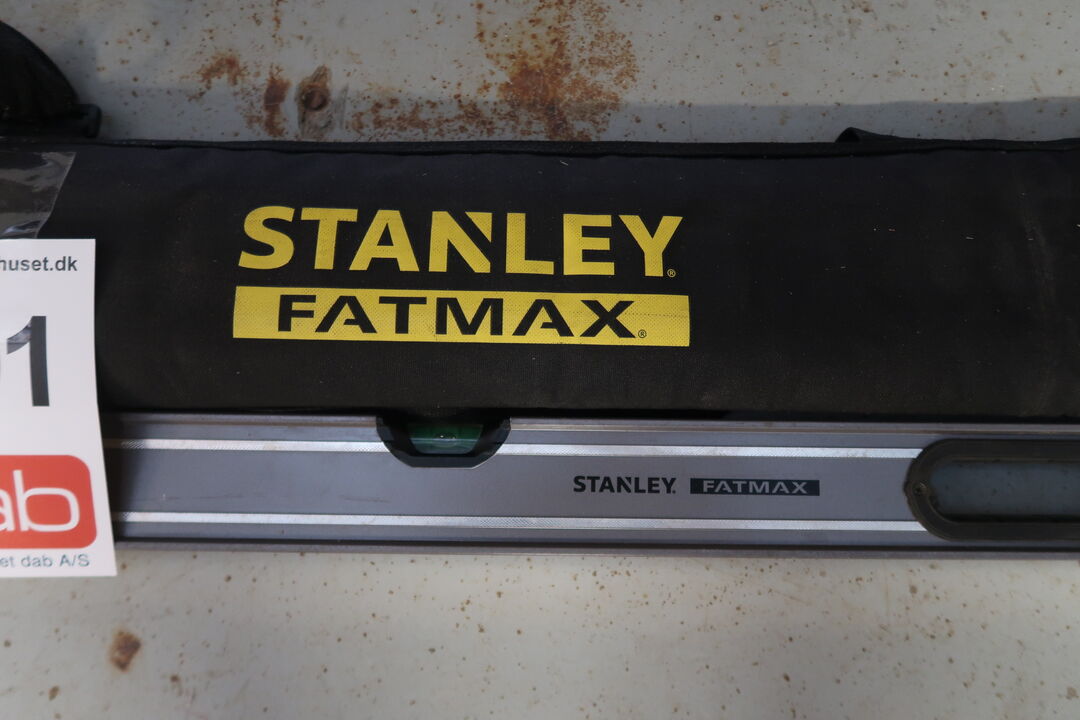 STANLEY®
FATMAX®
huset.dk
1
ab
et dab A/S
STANLEY. FATMAX